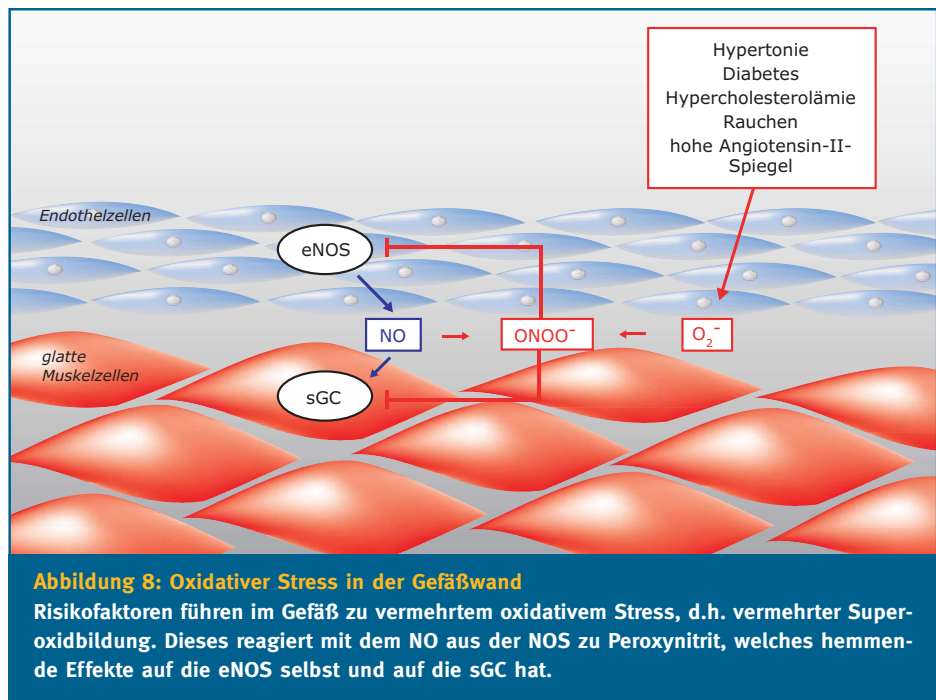 Hypertonie
Diabetes
Hypercholesterolämie
Rauchen
hohe Angiotensin-II-
Spiegel
Endothelzellen
eNOS
NO
ONOO⁻
O₂⁻
glatte
Muskelzellen
sGC
Abbildung 8: Oxidativer Stress in der Gefäßwand
Risikofaktoren führen im Gefäß zu vermehrtem oxidativem Stress, d.h. vermehrter Super-
oxidbildung. Dieses reagiert mit dem NO aus der NOS zu Peroxynitrit, welches hemmen-
de Effekte auf die eNOS selbst und auf die sGC hat.